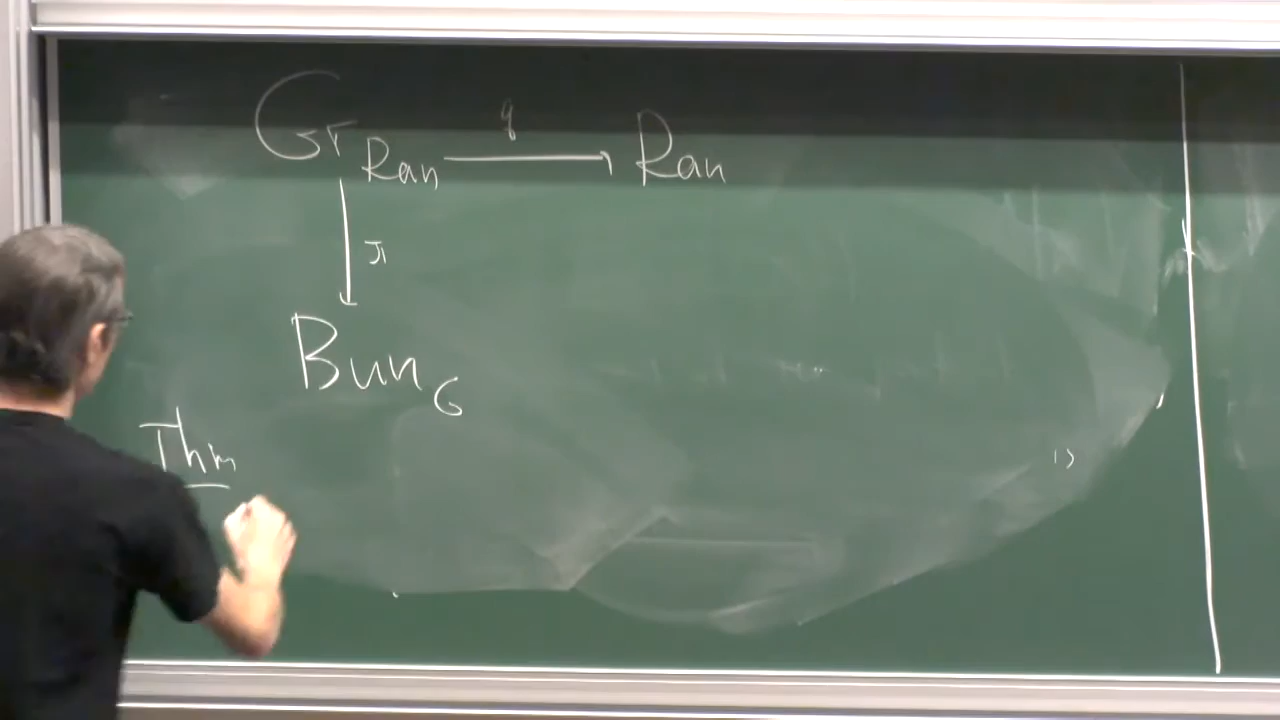 Gr_Ran —q→ Ran
↓ π
Bun_G
Thm